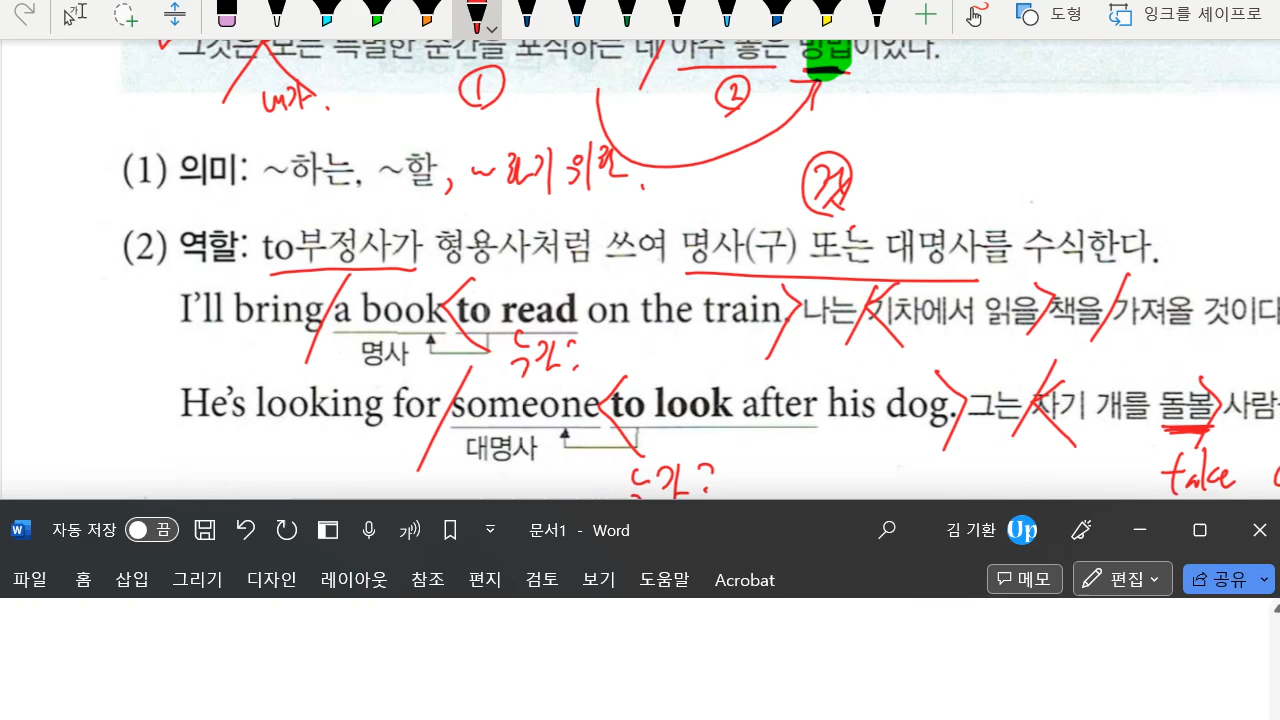 도형 잉크를 셰이프로
그것은 모든 특별한 순간을 포착하는 데 아주 좋은 방법이었다.
① ②
(1) 의미: ~하는, ~할, ~하기 위한.
(2) 역할: to부정사가 형용사처럼 쓰여 명사(구) 또는 대명사를 수식한다.
I'll bring a book to read on the train. 나는 기차에서 읽을 책을 가져올 것이다
명사 누가?
He's looking for someone to look after his dog. 그는 자기 개를 돌볼 사람
대명사
누가? take
자동 저장 끔 문서1 - Word 김 기환 Up
파일 홈 삽입 그리기 디자인 레이아웃 참조 편지 검토 보기 도움말 Acrobat 메모 편집 공유